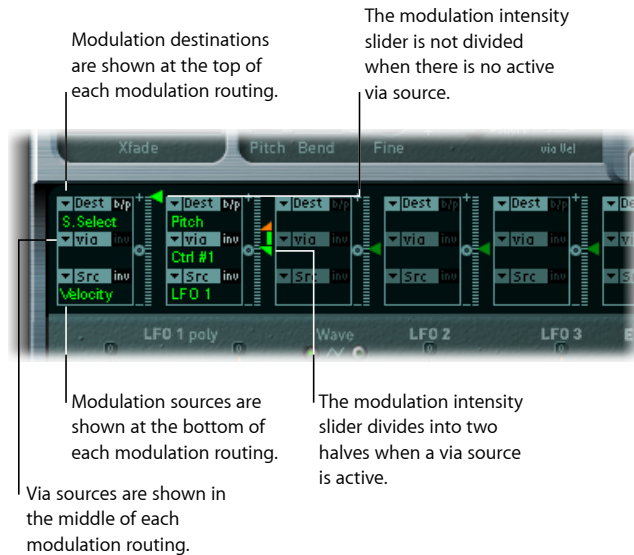 The modulation intensity
slider is not divided
when there is no active
via source.
Modulation destinations
are shown at the top of
each modulation routing.
Xfade
Pitch Bend
Fine
via Vel
Dest b/p
Dest b/p
Dest b/p
Dest b/p
Dest b/p
S.Select
Pitch
via inv
via inv
via inv
via inv
via inv
Ctrl #1
Src inv
Src inv
Src inv
Src inv
Src inv
Velocity
LFO 1
LFO 1 poly
Wave
LFO 2
LFO 3
Modulation sources are
shown at the bottom of
each modulation routing.
The modulation intensity
slider divides into two
halves when a via source
is active.
Via sources are shown in
the middle of each
modulation routing.